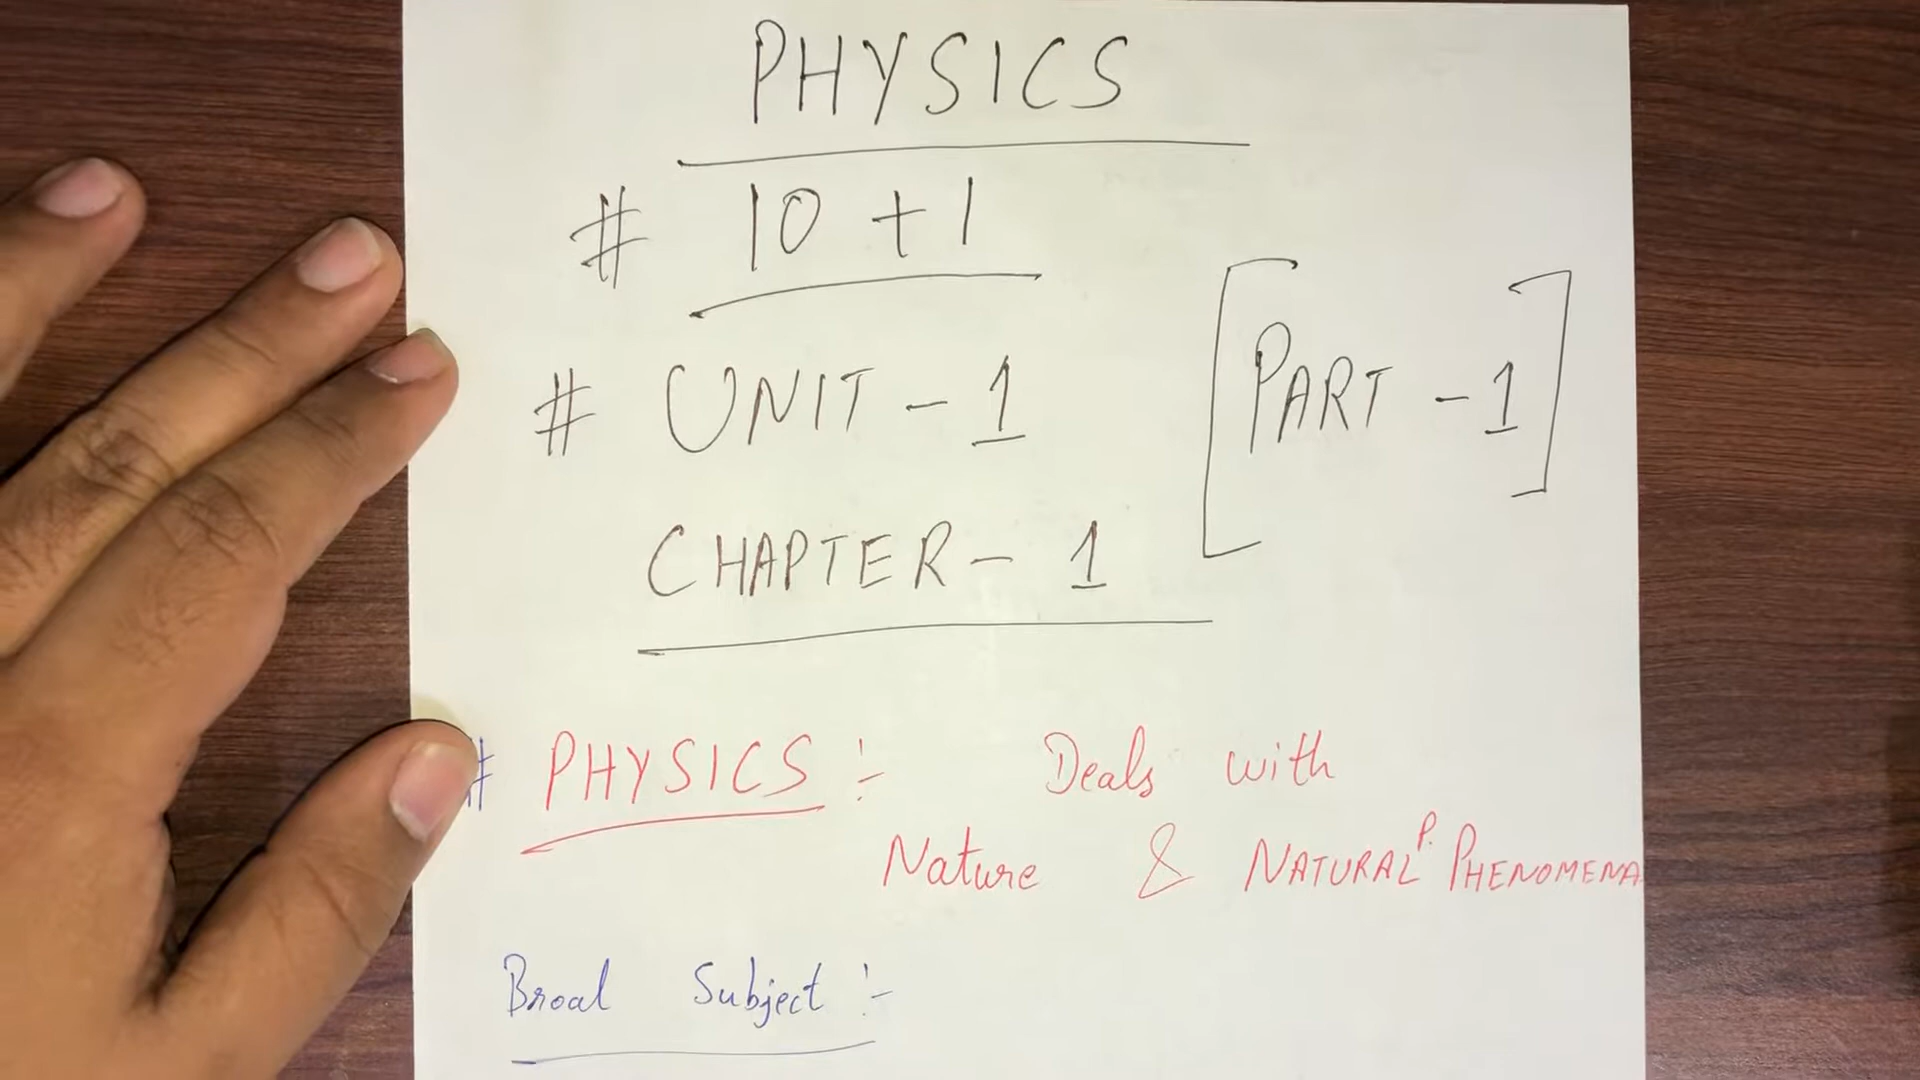 PHYSICS
# 10 + 1
# UNIT - 1
[PART - 1]
CHAPTER - 1
# PHYSICS :- Deals with
Nature & NATURAL P. PHENOMENA
Broad Subject :-